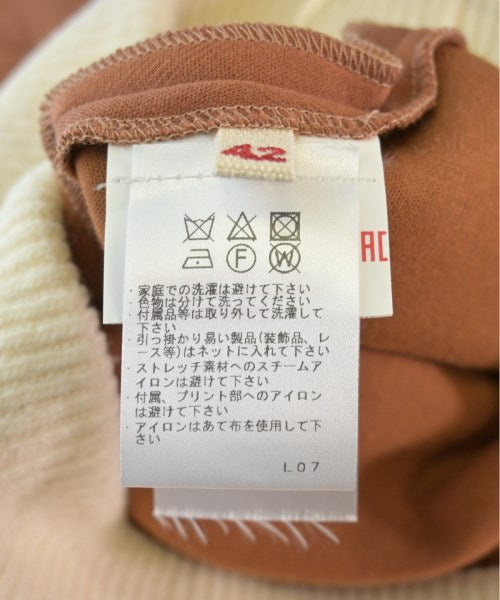 42
AC
F W
・家庭での洗濯は避けて下さい
・色物は分けて洗ってください
・付属品等は取り外して洗濯して
下さい
・引っ掛かり易い製品(装飾品、レ
ース等)はネットに入れて下さい
・ストレッチ素材へのスチームア
イロンは避けて下さい
・付属、プリント部へのアイロン
は避けて下さい
・アイロンはあて布を使用して下
さい
L07